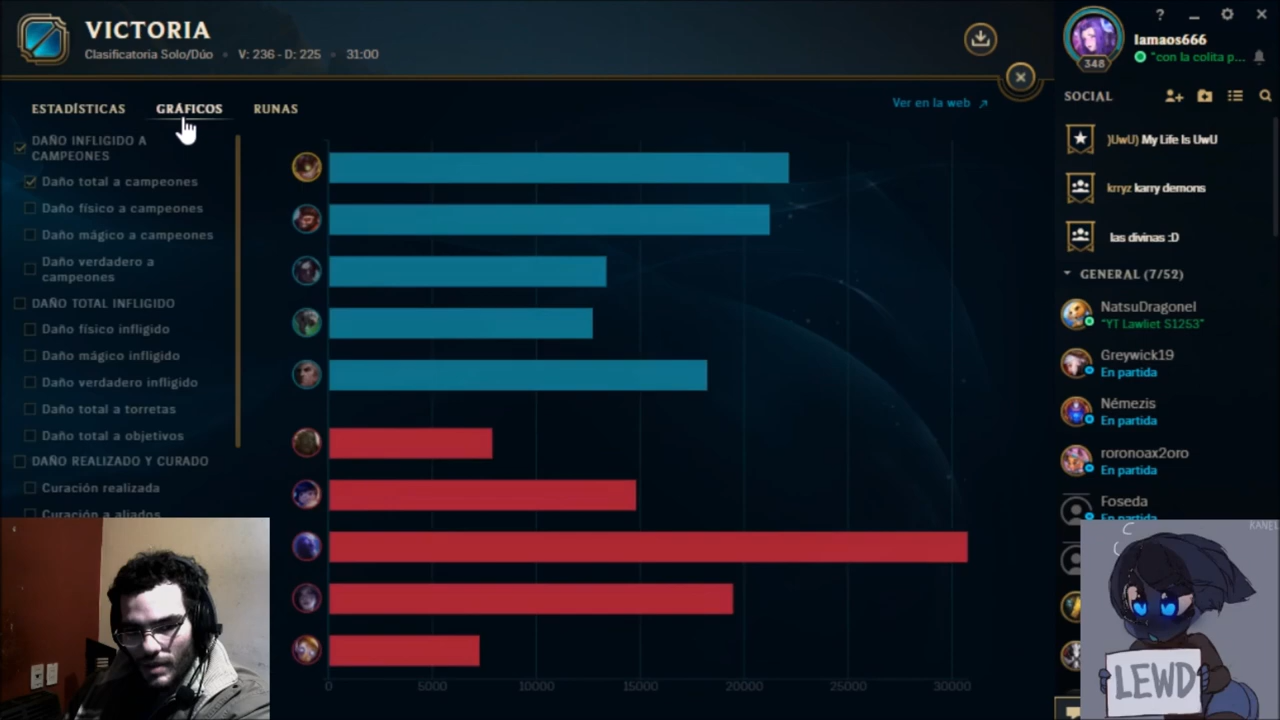 VICTORIA
Clasificatoria Solo/Dúo • V: 236 - D: 225 • 31:00
ESTADÍSTICAS GRÁFICOS RUNAS
Ver en la web
DAÑO INFLIGIDO A
CAMPEONES
Daño total a campeones
Daño físico a campeones
Daño mágico a campeones
Daño verdadero a
campeones
DAÑO TOTAL INFLIGIDO
Daño físico infligido
Daño mágico infligido
Daño verdadero infligido
Daño total a torretas
Daño total a objetivos
DAÑO REALIZADO Y CURADO
Curación realizada
Curación a aliados
0 5000 10000 15000 20000 25000 30000
?
lamaos666
"con la colita p...
348
SOCIAL
)UwU) My Life Is UwU
krryz karry demons
las divinas :D
GENERAL (7/52)
NatsuDragonel
"YT Lawliet S1253"
Greywick19
En partida
Némezis
En partida
roronoax2oro
En partida
Foseda
En partida
LEWD